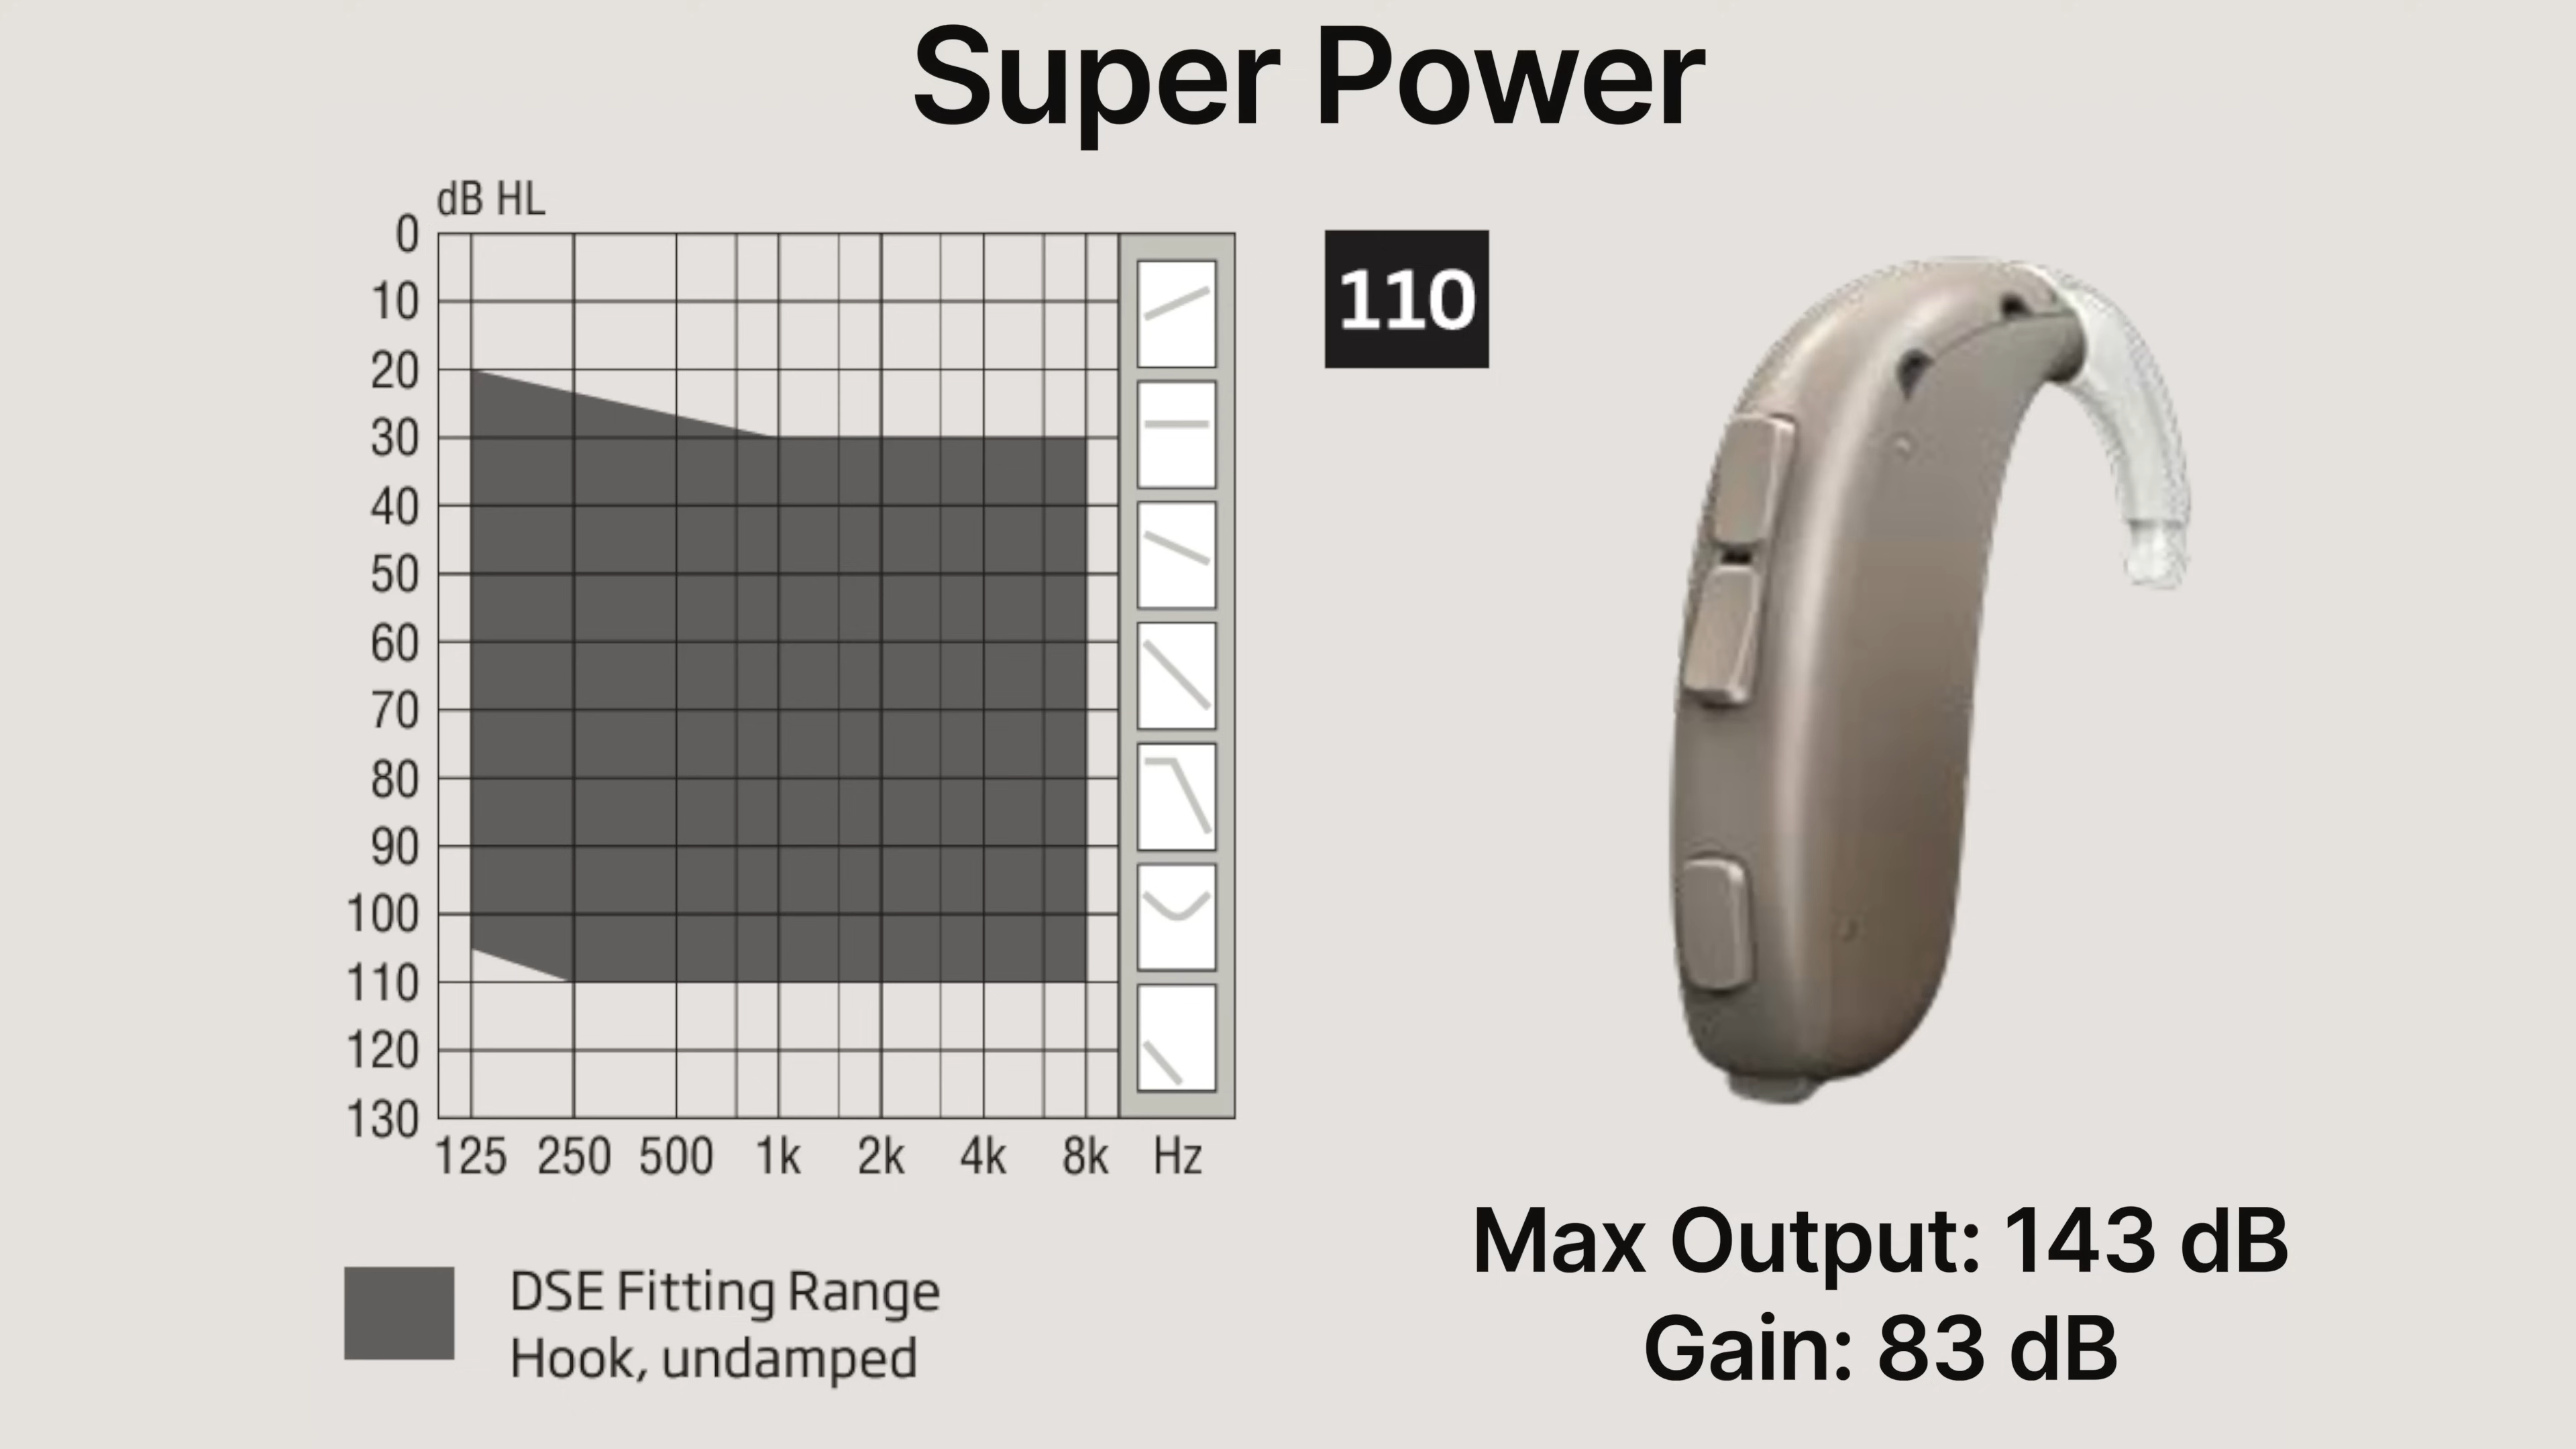 Super Power
dB HL
0
10
20
30
40
50
60
70
80
90
100
110
120
130
125 250 500 1k 2k 4k 8k Hz
DSE Fitting Range
Hook, undamped
110
Max Output: 143 dB
Gain: 83 dB